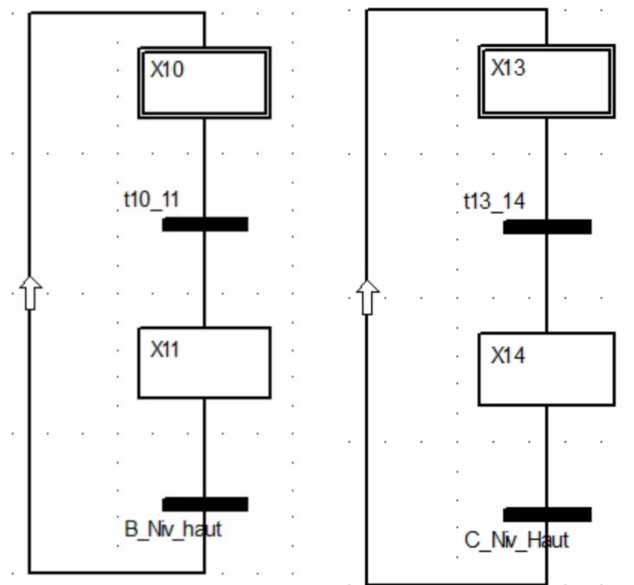 X10
t10_11
X11
B_Niv_haut
X13
t13_14
X14
C_Niv_Haut